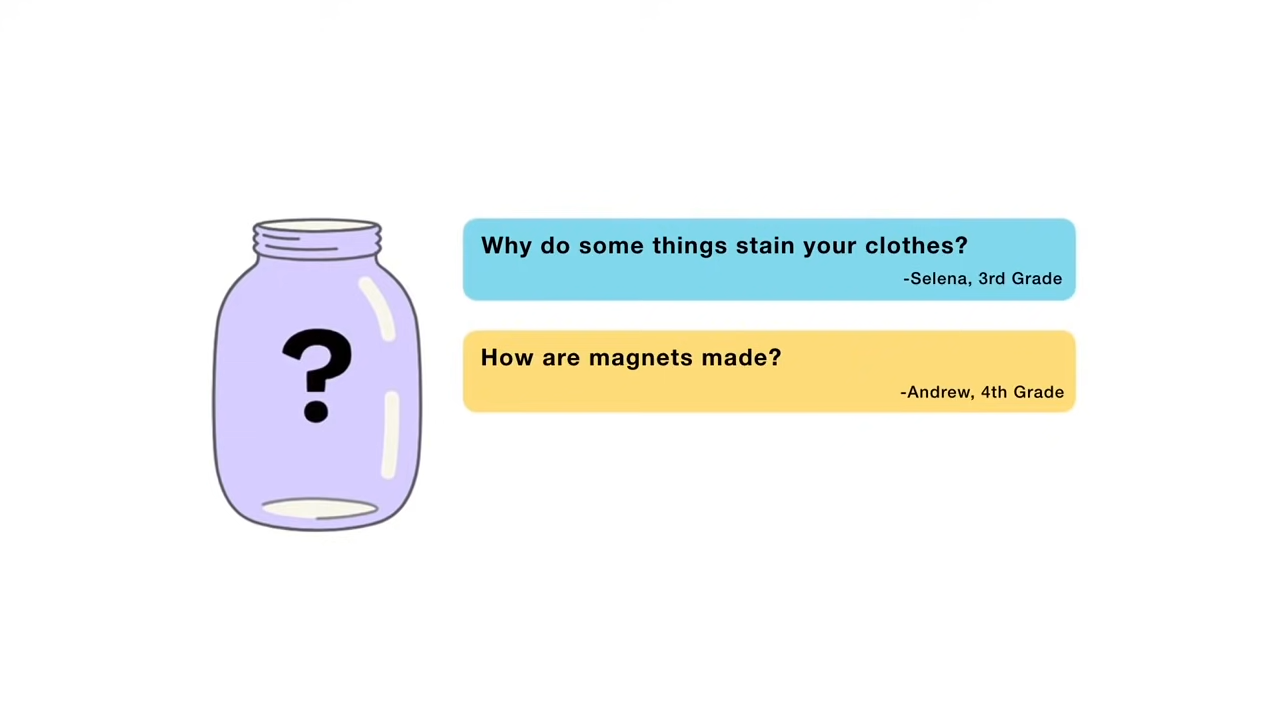 ?
Why do some things stain your clothes?
-Selena, 3rd Grade
How are magnets made?
-Andrew, 4th Grade